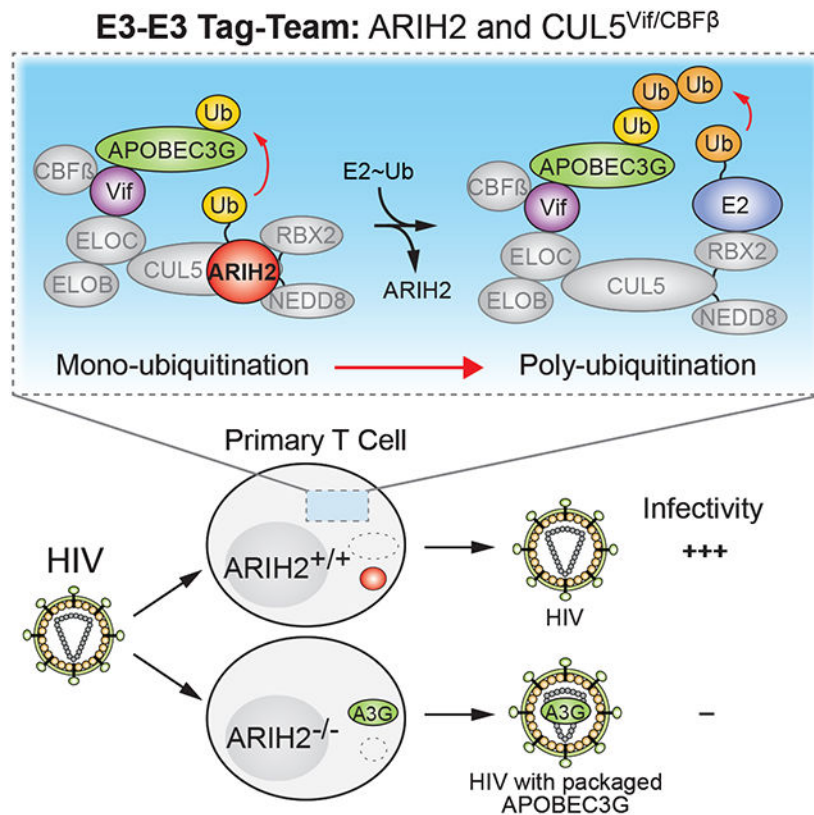 E3-E3 Tag-Team: ARIH2 and CUL5Vif/CBFβ
Ub
APOBEC3G
CBFß
Vif
Ub
ELOC
CUL5
ARIH2
RBX2
ELOB
NEDD8
E2~Ub
ARIH2
Ub Ub
Ub
Ub
APOBEC3G
CBFß
Vif
E2
ELOC
RBX2
ELOB
CUL5
NEDD8
Mono-ubiquitination
Poly-ubiquitination
Primary T Cell
HIV
ARIH2+/+
HIV
Infectivity
+++
ARIH2-/-
A3G
A3G
–
HIV with packaged
APOBEC3G